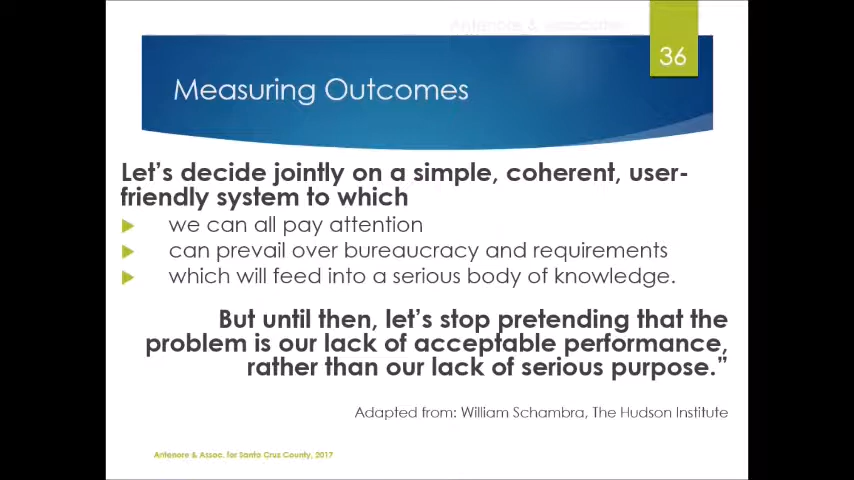 Antenore & Associates
36
Measuring Outcomes
Let's decide jointly on a simple, coherent, user-
friendly system to which
we can all pay attention
can prevail over bureaucracy and requirements
which will feed into a serious body of knowledge.
But until then, let's stop pretending that the
problem is our lack of acceptable performance,
rather than our lack of serious purpose.”
Adapted from: William Schambra, The Hudson Institute
Antenore & Assoc. for Santa Cruz County, 2017